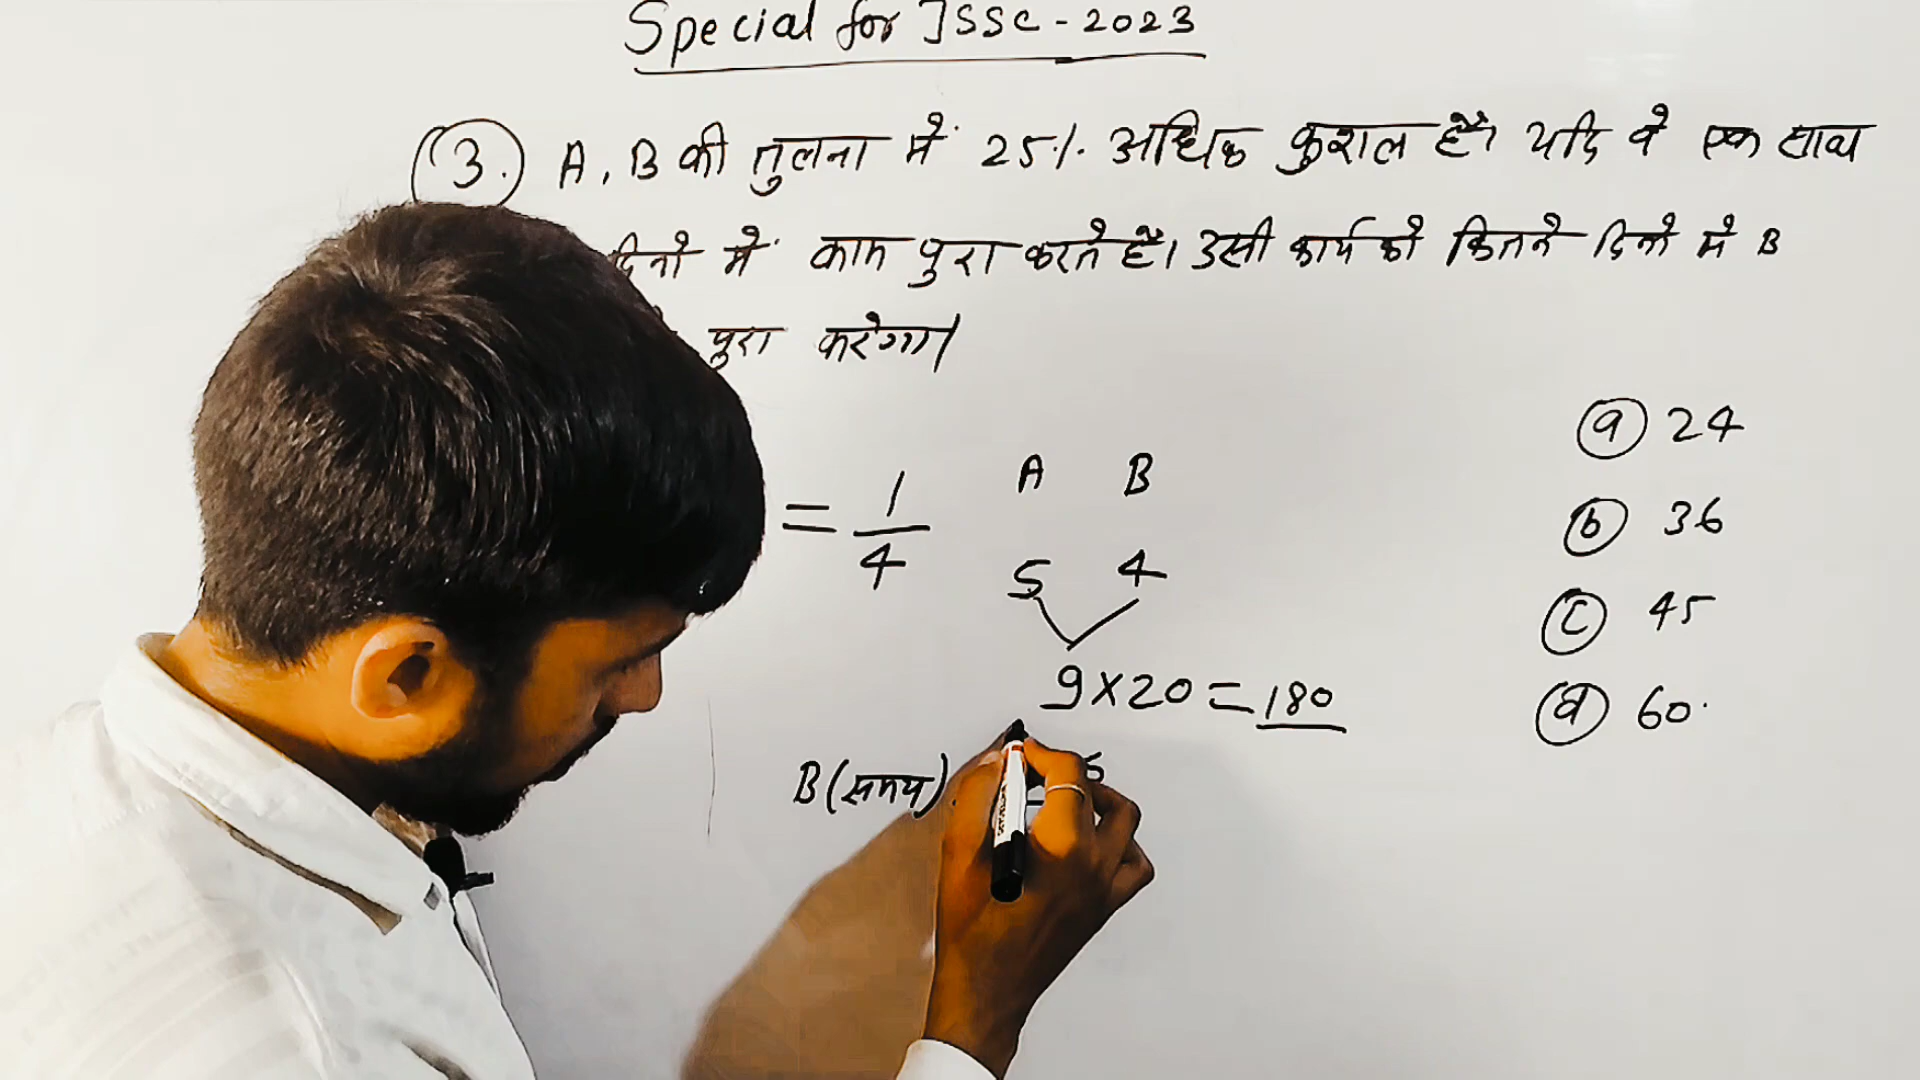 Special for JSSC-2023
3. A, B की तुलना में 25% अधिक कुशल है। यदि वे एक साथ
दिनो में काम पुरा करते है। उसी कार्य को कितने दिनो में B
पुरा करेगा।
a 24
A B
= 1/4
b 36
5 4
c 45
9×20=180
d 60
B (समय)